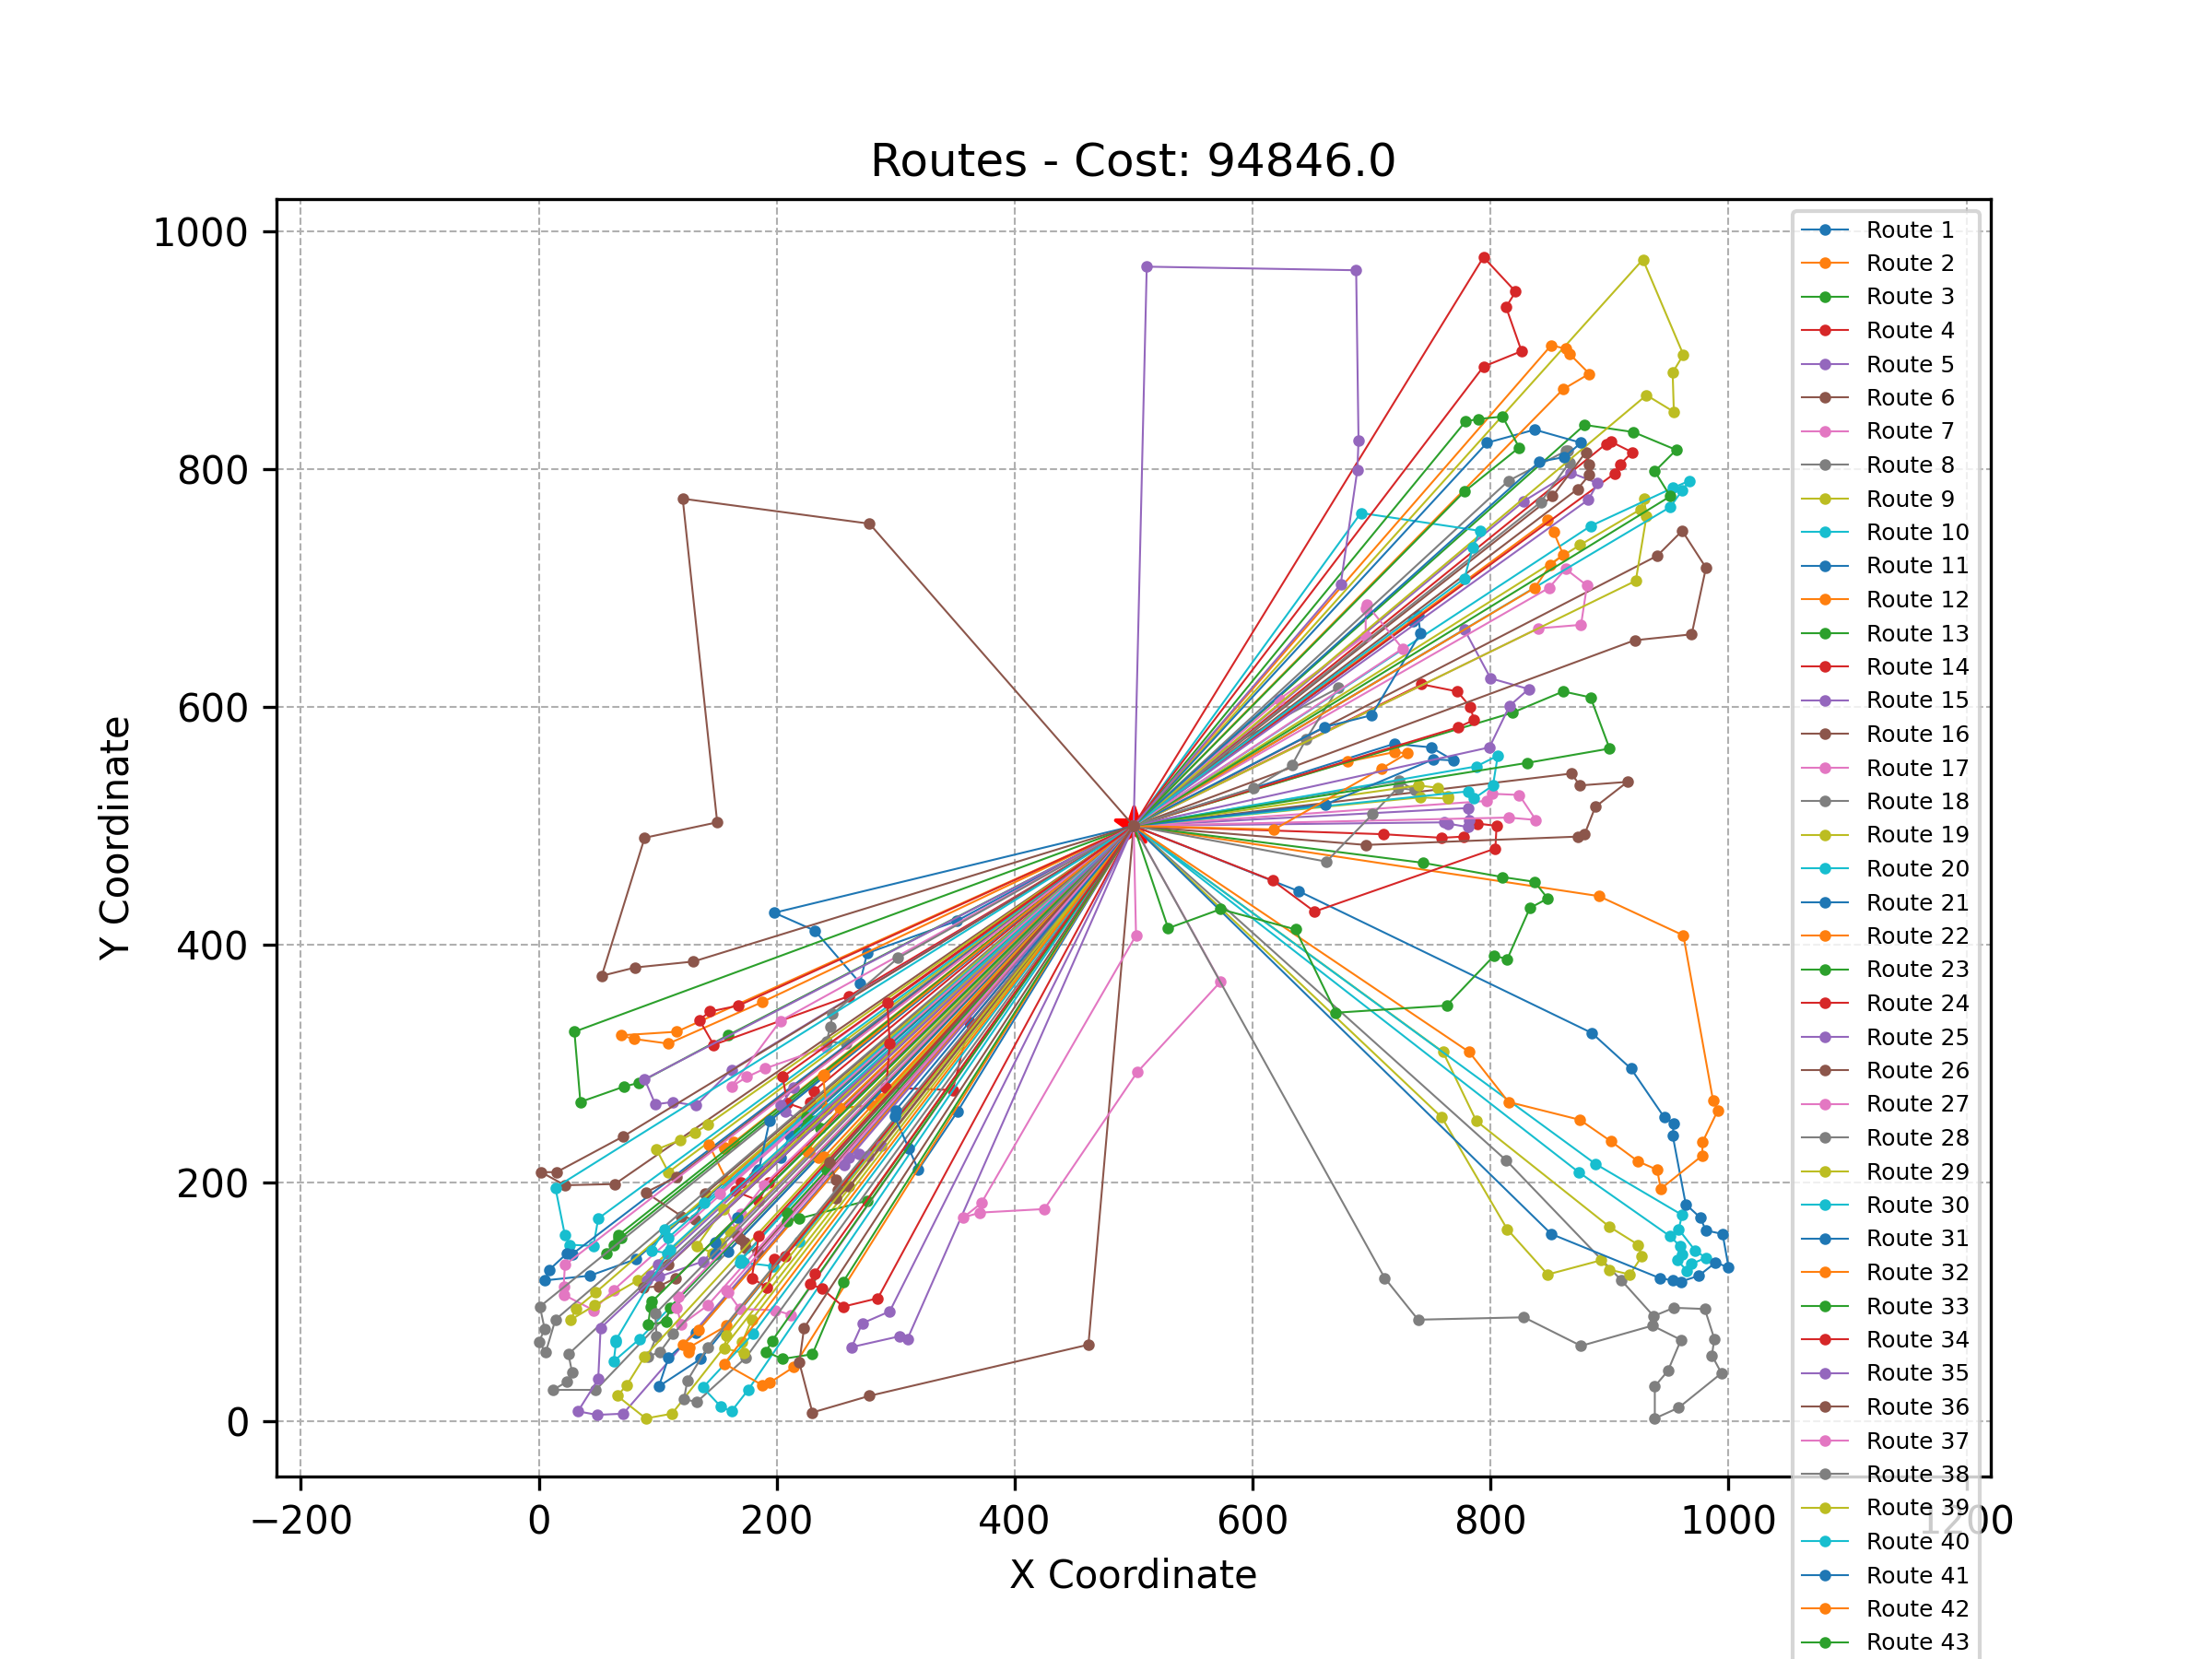 Routes - Cost: 94846.0
1000
800
600
400
200
0
Y Coordinate
−200 0 200 400 600 800 1000 1200
X Coordinate
Route 1
Route 2
Route 3
Route 4
Route 5
Route 6
Route 7
Route 8
Route 9
Route 10
Route 11
Route 12
Route 13
Route 14
Route 15
Route 16
Route 17
Route 18
Route 19
Route 20
Route 21
Route 22
Route 23
Route 24
Route 25
Route 26
Route 27
Route 28
Route 29
Route 30
Route 31
Route 32
Route 33
Route 34
Route 35
Route 36
Route 37
Route 38
Route 39
Route 40
Route 41
Route 42
Route 43